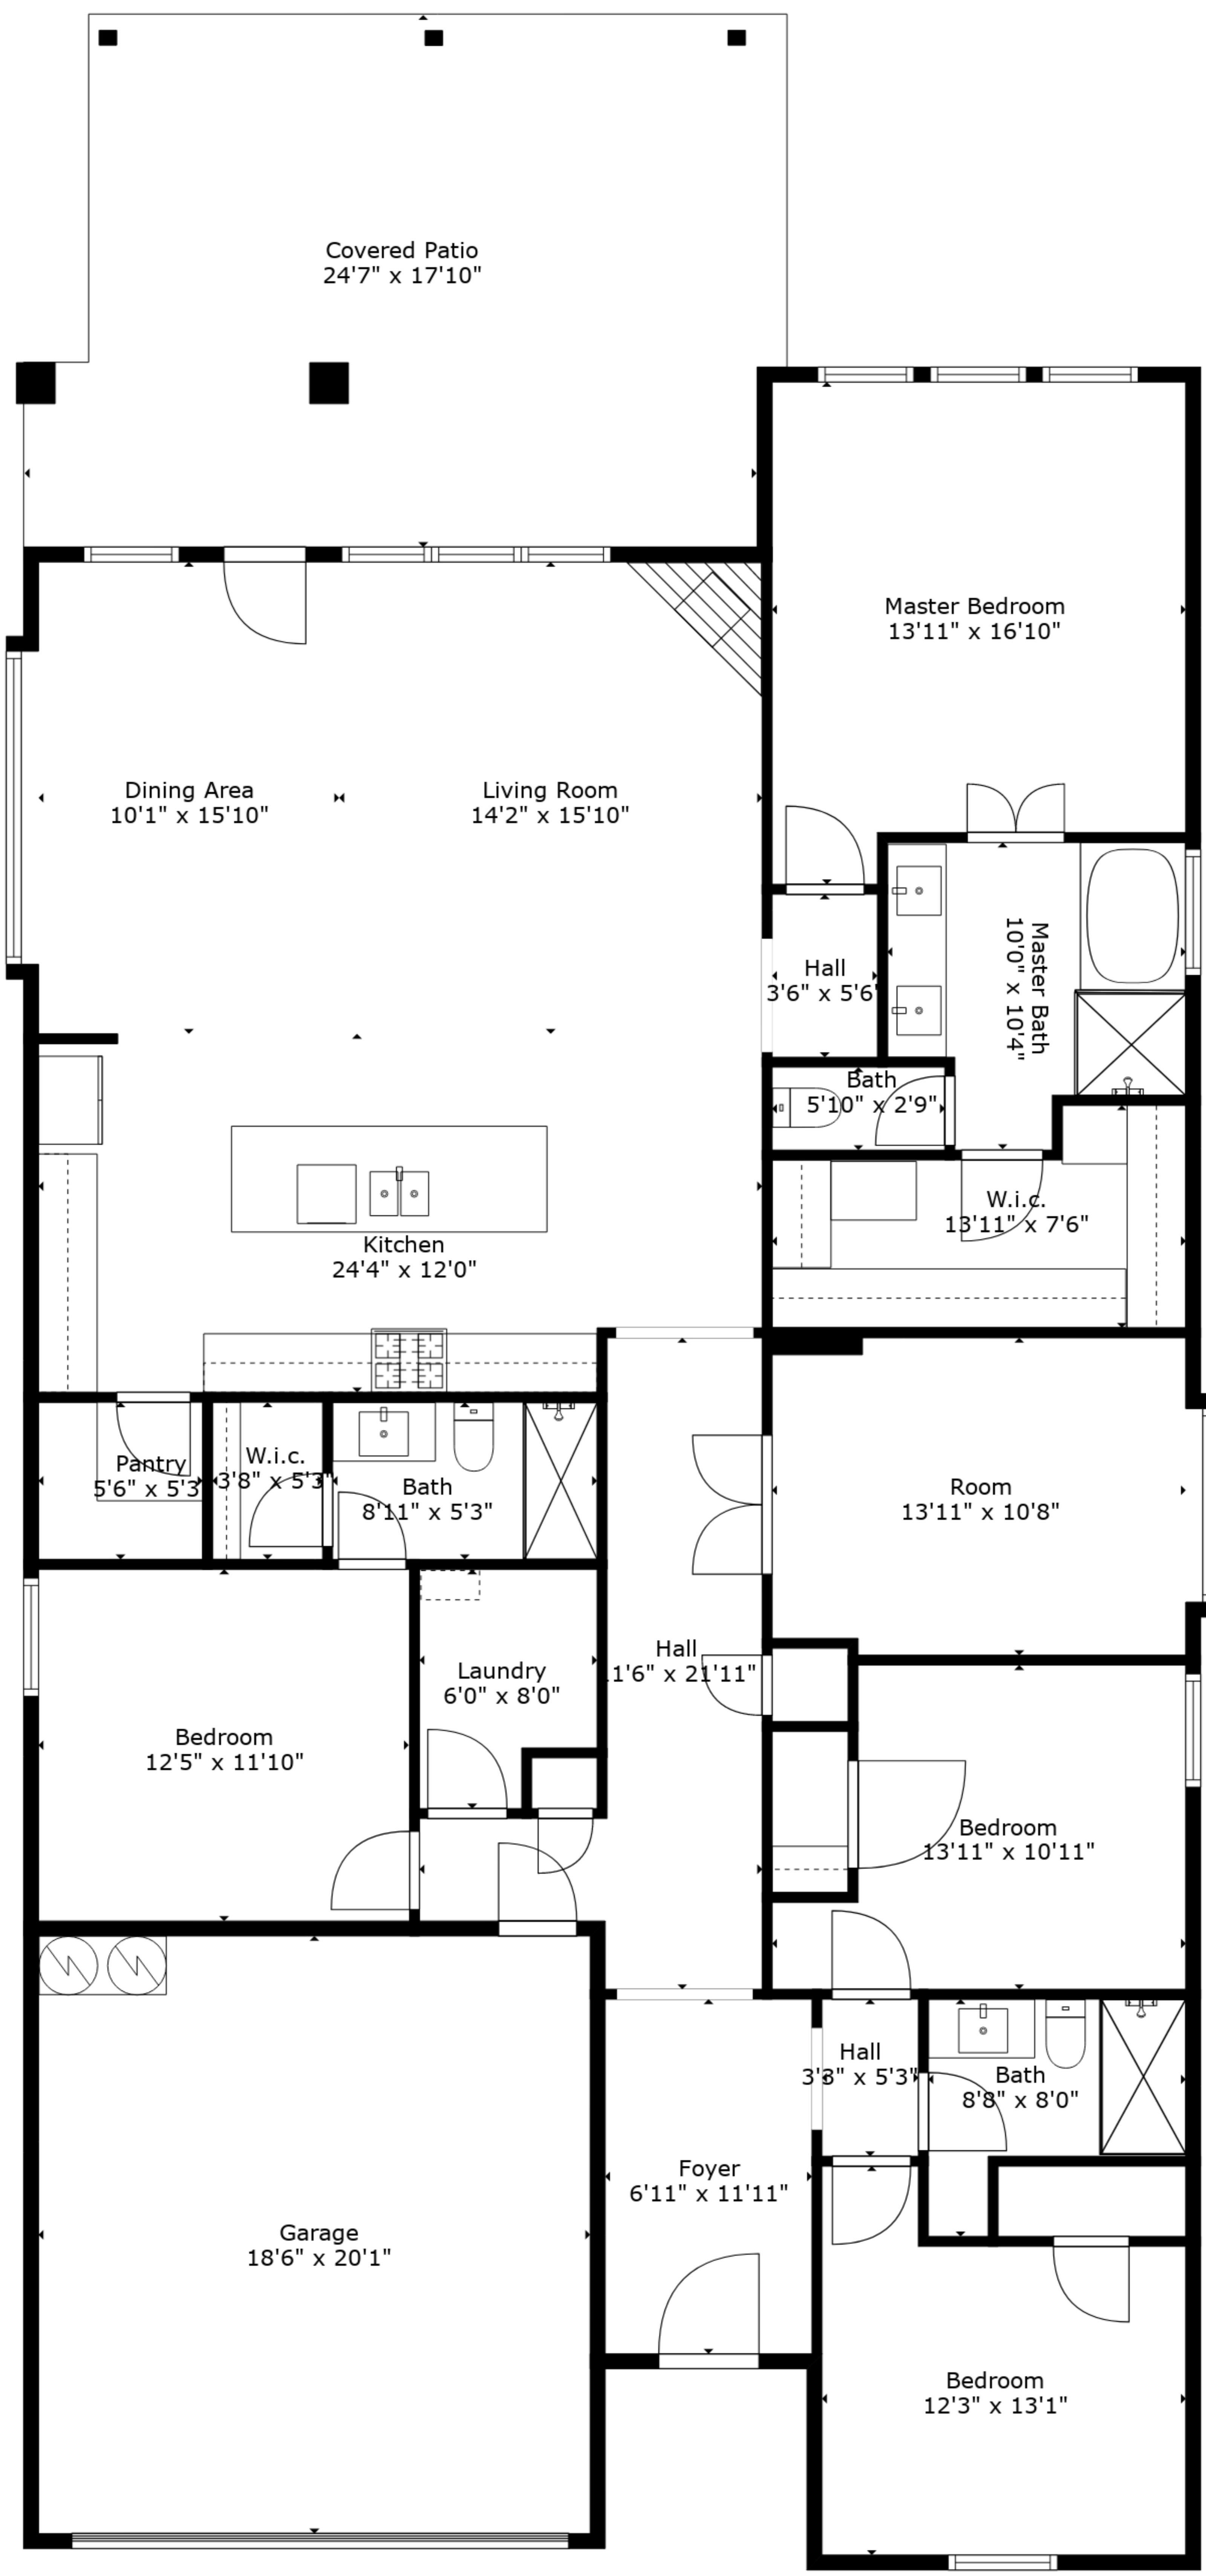 Covered Patio
24'7" x 17'10"
Master Bedroom
13'11" x 16'10"
Dining Area
10'1" x 15'10"
Living Room
14'2" x 15'10"
Master Bath
10'0" x 10'4"
Hall
3'6" x 5'6"
Bath
5'10" x 2'9"
W.i.c.
13'11" x 7'6"
Kitchen
24'4" x 12'0"
Pantry
5'6" x 5'3"
W.i.c.
3'8" x 5'3"
Bath
8'11" x 5'3"
Room
13'11" x 10'8"
Hall
11'6" x 21'11"
Laundry
6'0" x 8'0"
Bedroom
12'5" x 11'10"
Bedroom
13'11" x 10'11"
Hall
3'3" x 5'3"
Bath
8'8" x 8'0"
Foyer
6'11" x 11'11"
Garage
18'6" x 20'1"
Bedroom
12'3" x 13'1"